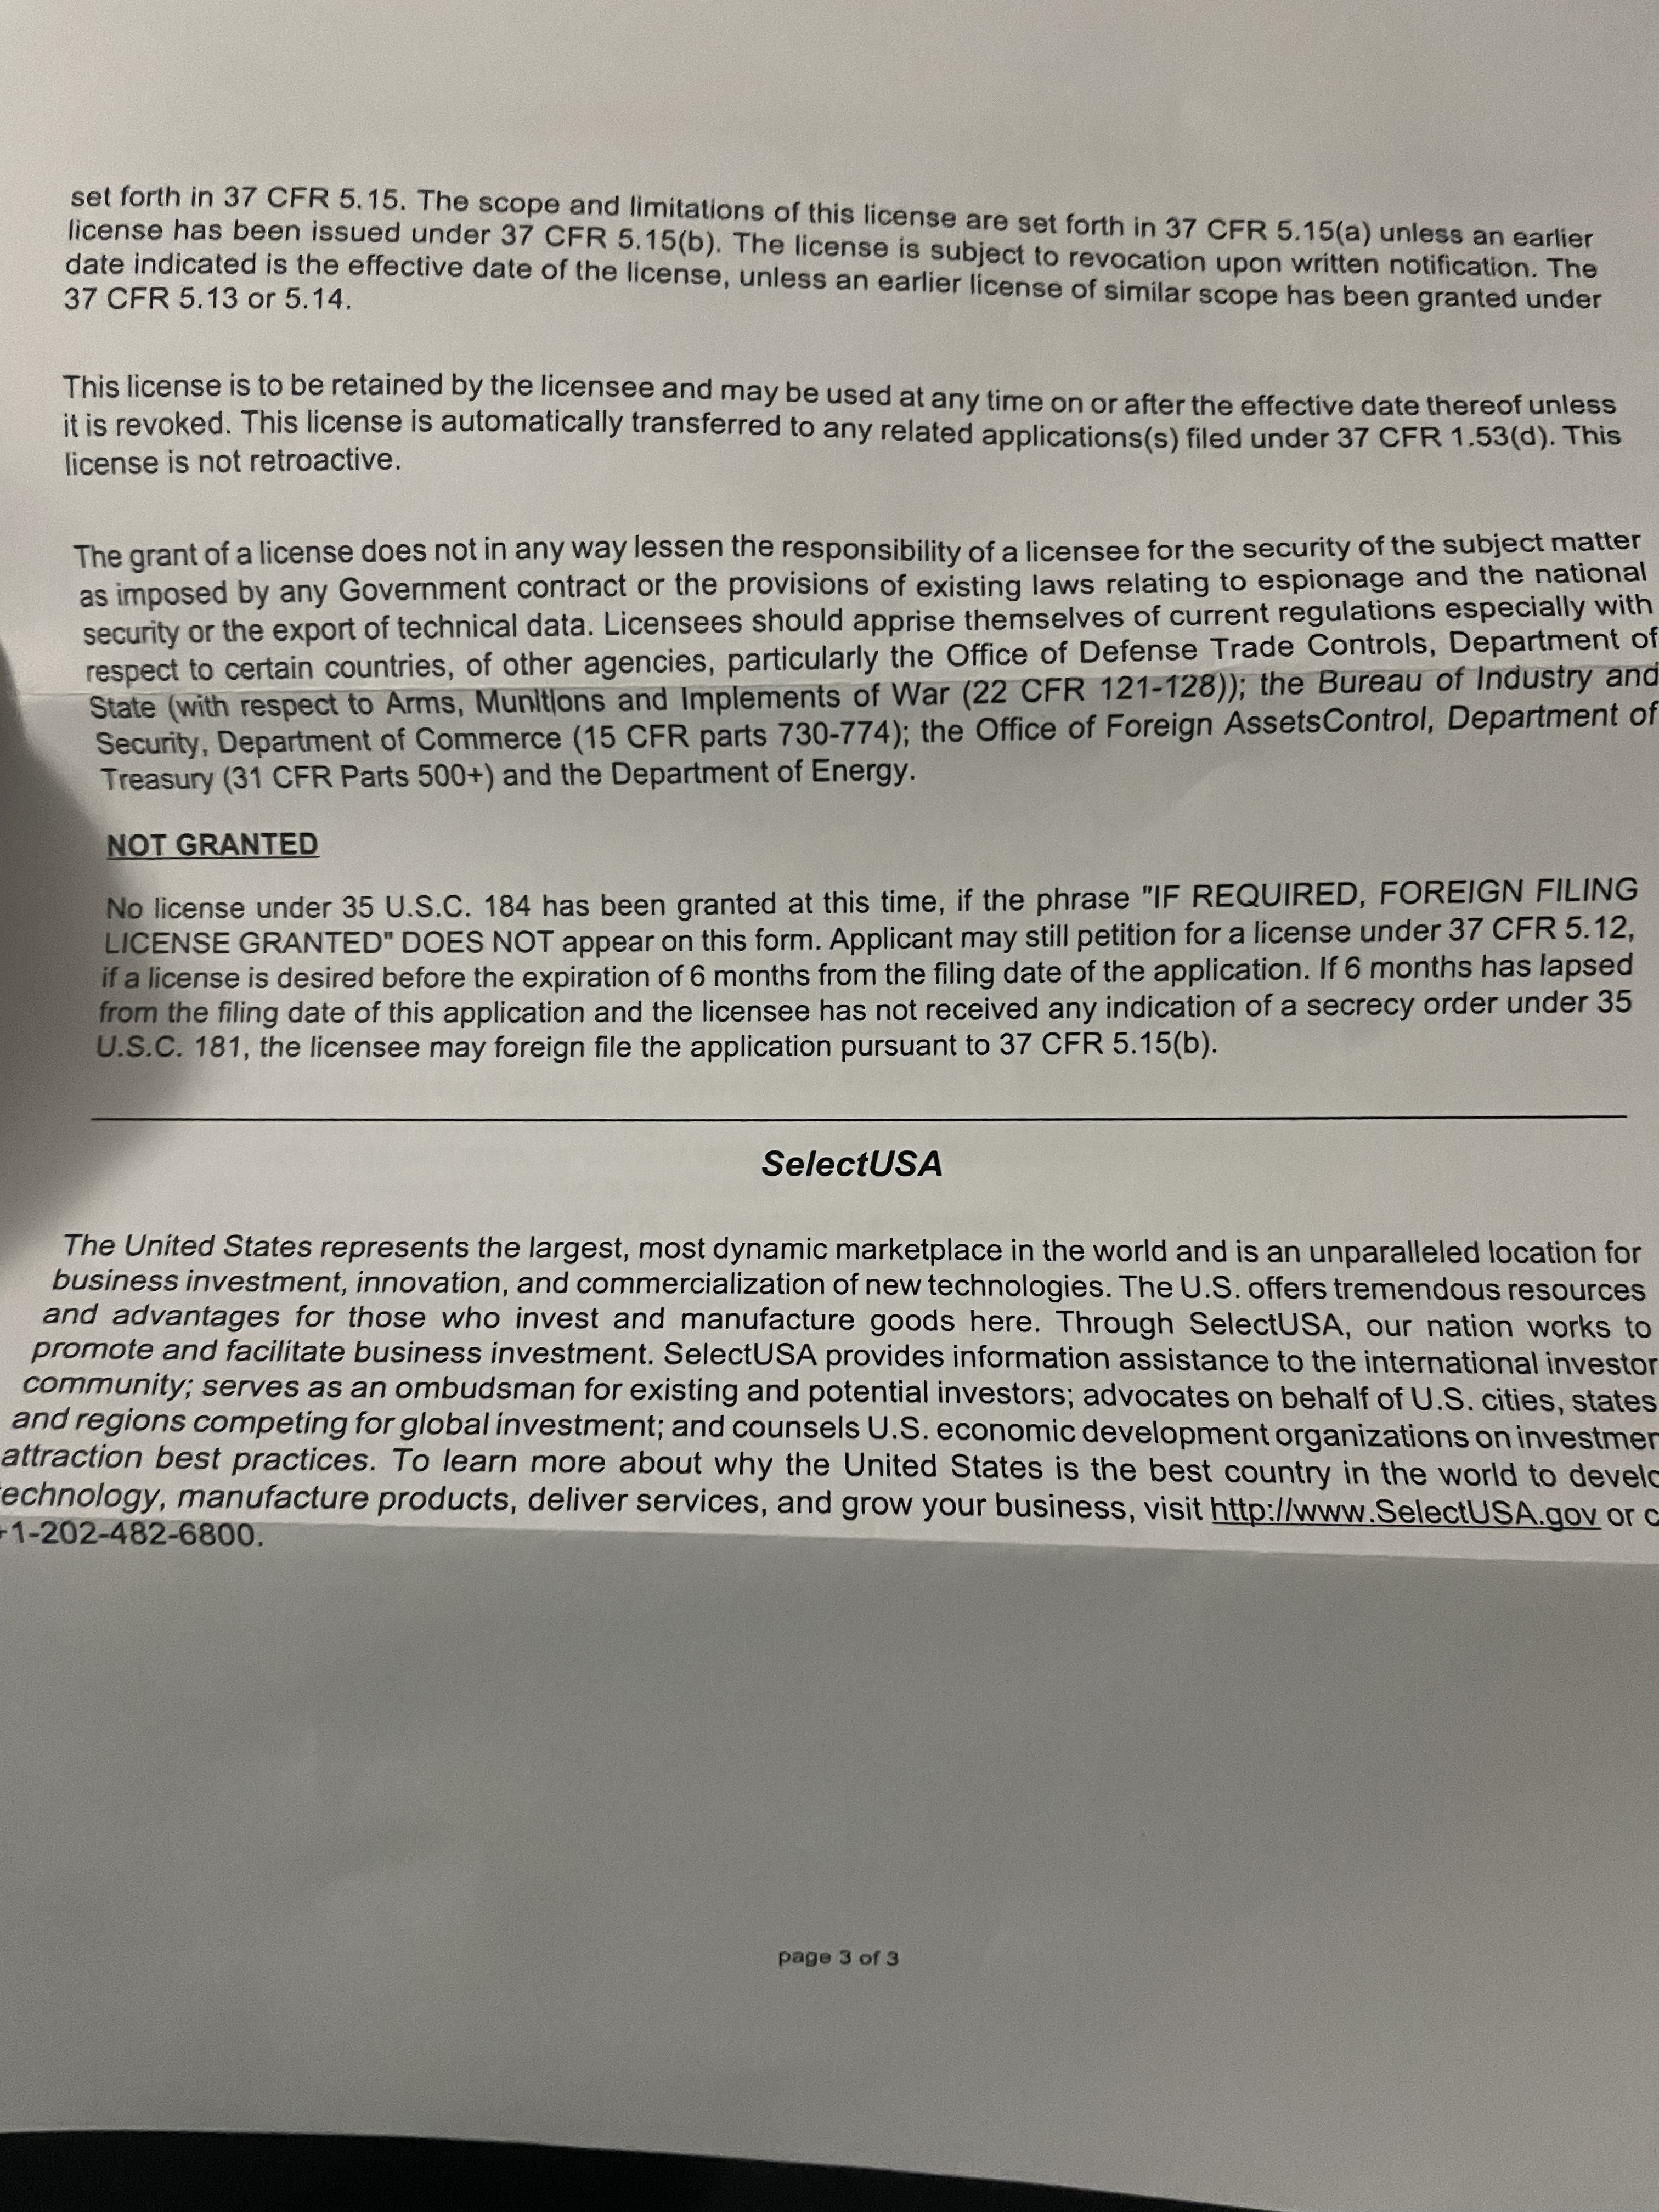 set forth in 37 CFR 5.15. The scope and limitations of this license are set forth in 37 CFR 5.15(a) unless an earlier
license has been issued under 37 CFR 5.15(b). The license is subject to revocation upon written notification. The
date indicated is the effective date of the license, unless an earlier license of similar scope has been granted under
37 CFR 5.13 or 5.14.
This license is to be retained by the licensee and may be used at any time on or after the effective date thereof unless
it is revoked. This license is automatically transferred to any related applications(s) filed under 37 CFR 1.53(d). This
license is not retroactive.
The grant of a license does not in any way lessen the responsibility of a licensee for the security of the subject matter
as imposed by any Government contract or the provisions of existing laws relating to espionage and the national
security or the export of technical data. Licensees should apprise themselves of current regulations especially with
respect to certain countries, of other agencies, particularly the Office of Defense Trade Controls, Department of
State (with respect to Arms, Munitions and Implements of War (22 CFR 121-128)); the Bureau of Industry and
Security, Department of Commerce (15 CFR parts 730-774); the Office of Foreign AssetsControl, Department of
Treasury (31 CFR Parts 500+) and the Department of Energy.
NOT GRANTED
No license under 35 U.S.C. 184 has been granted at this time, if the phrase "IF REQUIRED, FOREIGN FILING
LICENSE GRANTED" DOES NOT appear on this form. Applicant may still petition for a license under 37 CFR 5.12,
if a license is desired before the expiration of 6 months from the filing date of the application. If 6 months has lapsed
from the filing date of this application and the licensee has not received any indication of a secrecy order under 35
U.S.C. 181, the licensee may foreign file the application pursuant to 37 CFR 5.15(b).
SelectUSA
The United States represents the largest, most dynamic marketplace in the world and is an unparalleled location for
business investment, innovation, and commercialization of new technologies. The U.S. offers tremendous resources
and advantages for those who invest and manufacture goods here. Through SelectUSA, our nation works to
promote and facilitate business investment. SelectUSA provides information assistance to the international investor
community; serves as an ombudsman for existing and potential investors; advocates on behalf of U.S. cities, states
and regions competing for global investment; and counsels U.S. economic development organizations on investmen
attraction best practices. To learn more about why the United States is the best country in the world to develo
echnology, manufacture products, deliver services, and grow your business, visit http://www.SelectUSA.gov or c
+1-202-482-6800.
page 3 of 3